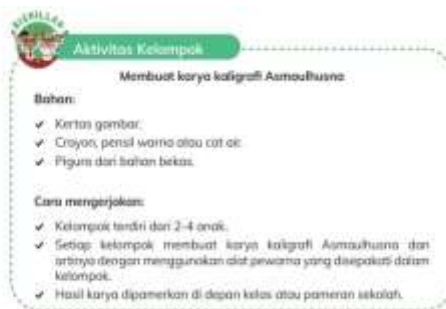 BISMILLAH
Aktivitas Kelompok
Membuat karya kaligrafi Asmaulhusna
Bahan:
✔ Kertas gambar.
✔ Crayon, pensil warna atau cat air.
✔ Pigura dari bahan bekas.
Cara mengerjakan:
✔ Kelompok terdiri dari 2-4 anak.
✔ Setiap kelompok membuat karya kaligrafi Asmaulhusna dan
artinya dengan menggunakan alat pewarna yang disepakati dalam
kelompok.
✔ Hasil karya dipamerkan di depan kelas atau pameran sekolah.